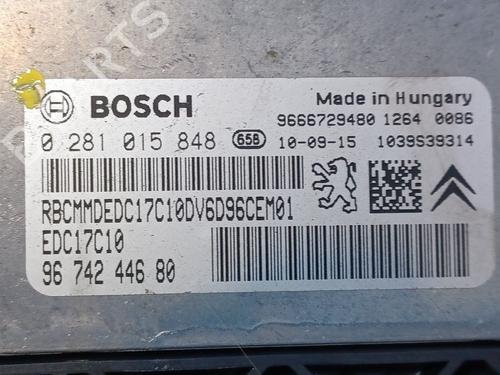 BOSCH
Made in Hungary
9666729480 1264 0086
0 281 015 848 658 10-09-15 1039S39314
RBCMMDEDC17C10DV6D96CEM01
EDC17C10
96 742 446 80